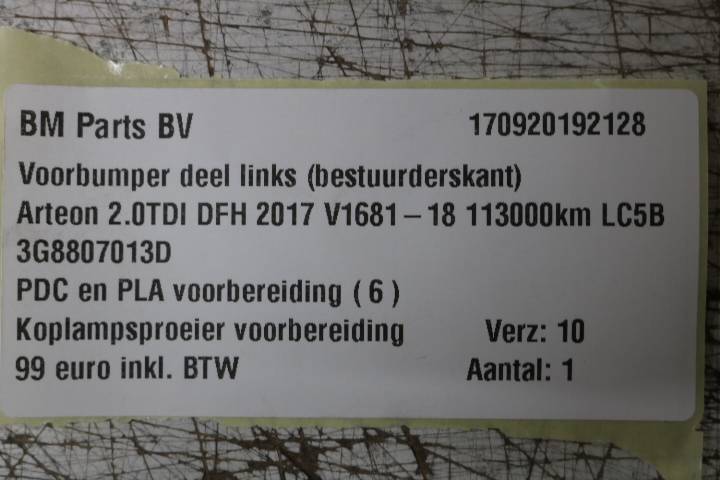 BM Parts BV 170920192128
Voorbumper deel links (bestuurderskant)
Arteon 2.0TDI DFH 2017 V1681-18 113000km LC5B
3G8807013D
PDC en PLA voorbereiding ( 6 )
Koplampsproeier voorbereiding Verz: 10
99 euro inkl. BTW Aantal: 1